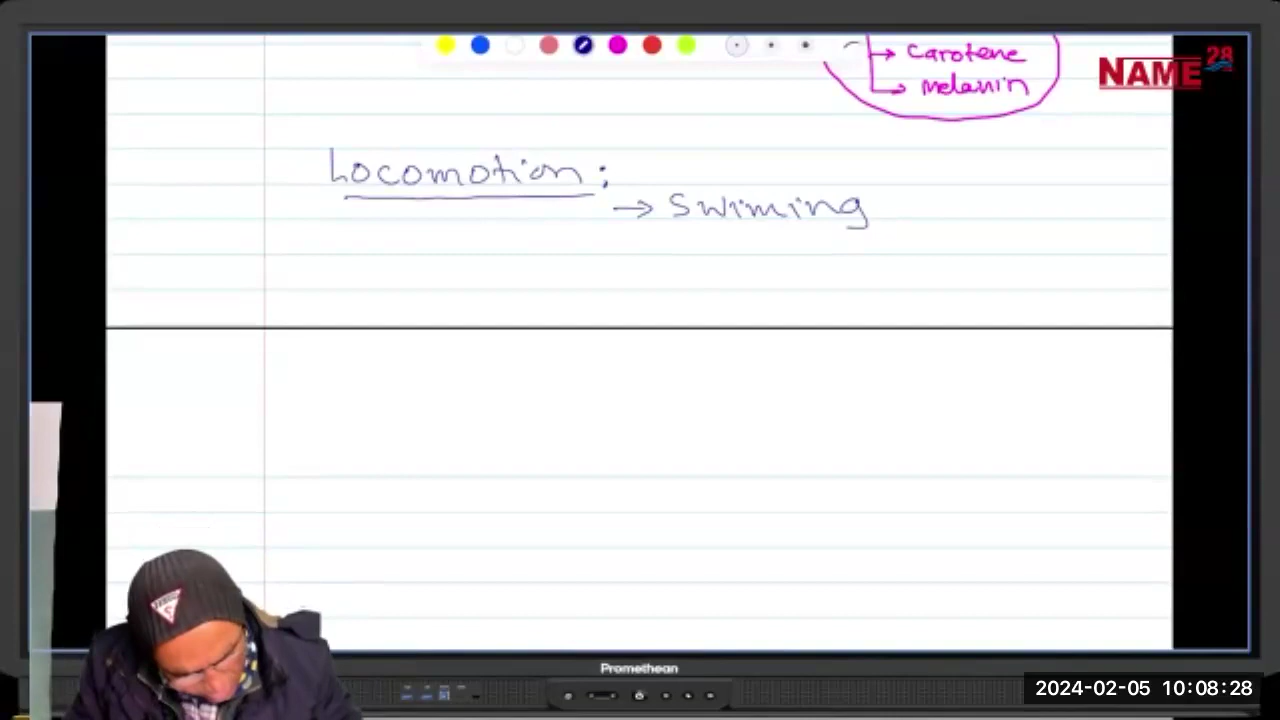 → Carotene
→ Melanin
NAME 28
Locomotion :
→ Swiming
Promethean
2024-02-05 10:08:28